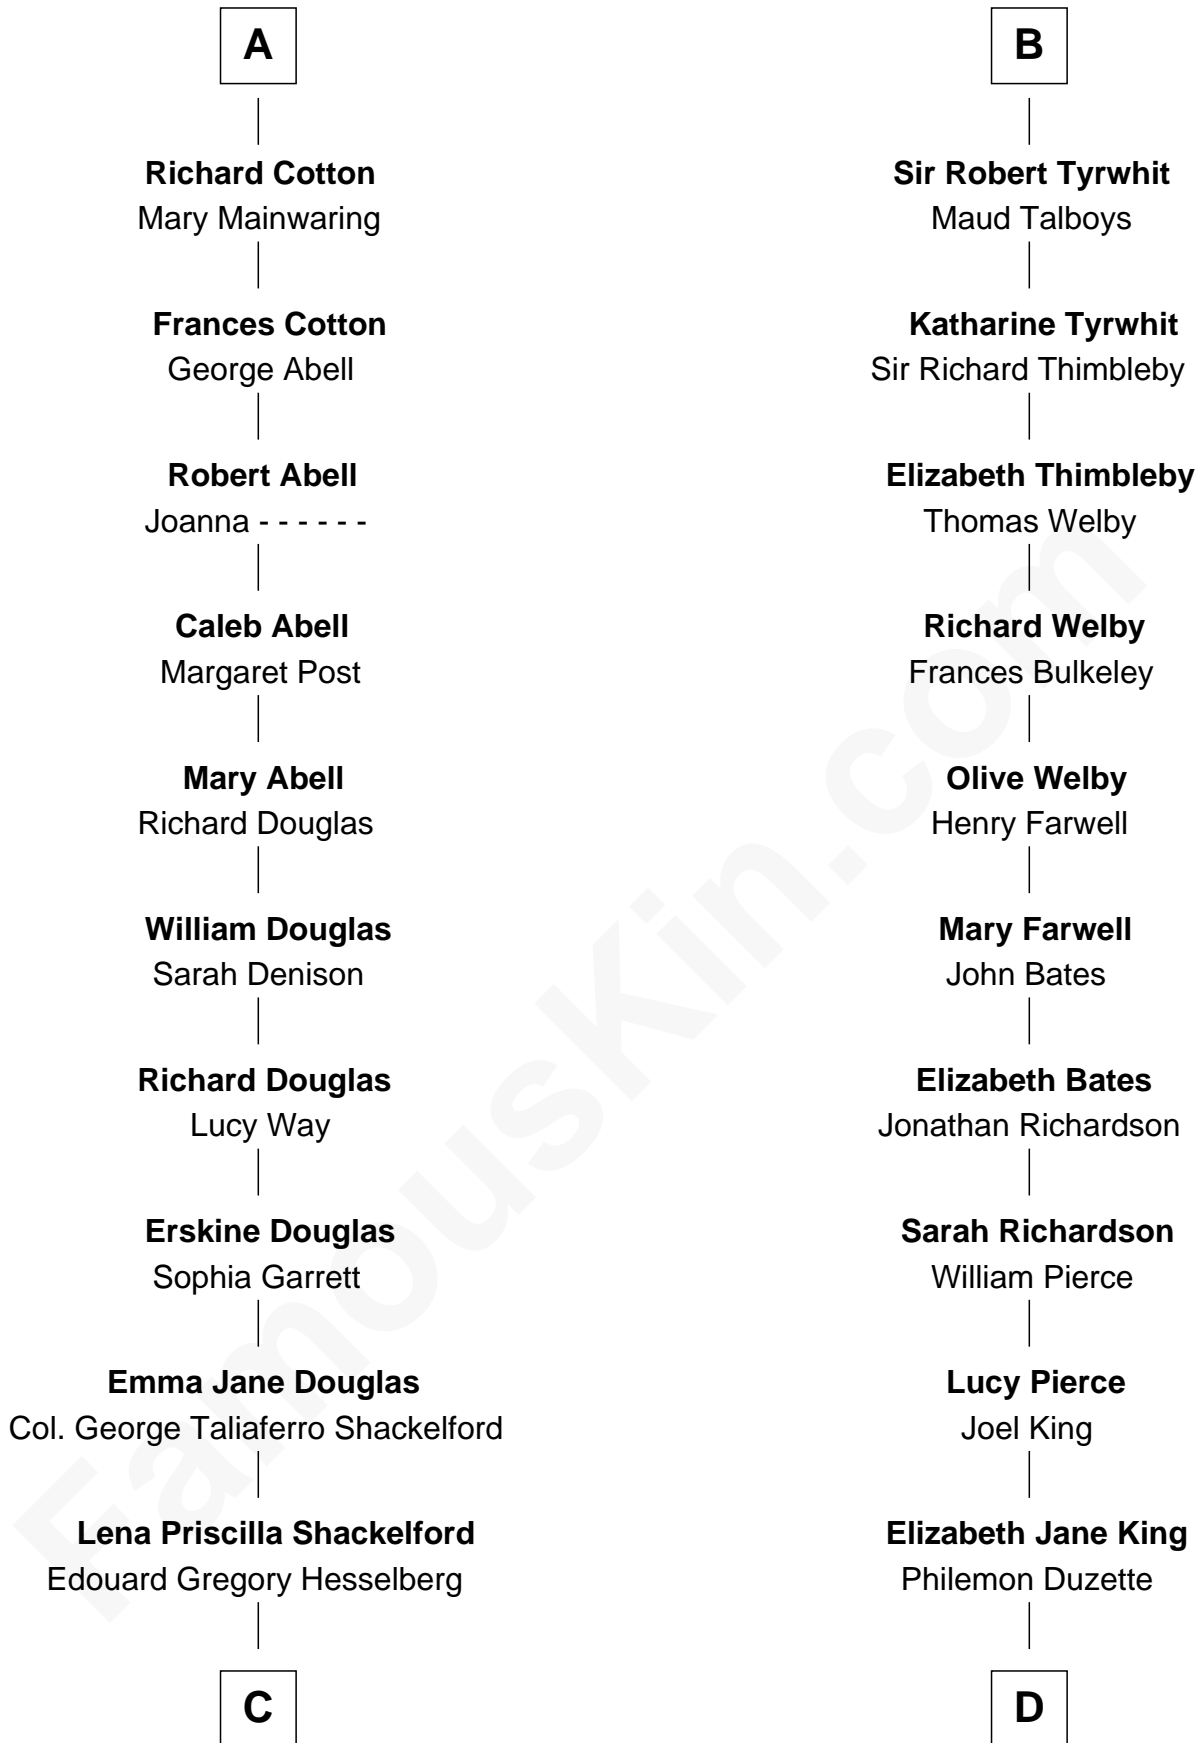 A
Richard Cotton
Mary Mainwaring
Frances Cotton
George Abell
Robert Abell
Joanna - - - - - -
Caleb Abell
Margaret Post
Mary Abell
Richard Douglas
William Douglas
Sarah Denison
Richard Douglas
Lucy Way
Erskine Douglas
Sophia Garrett
Emma Jane Douglas
Col. George Taliaferro Shackelford
Lena Priscilla Shackelford
Edouard Gregory Hesselberg
C
B
Sir Robert Tyrwhit
Maud Talboys
Katharine Tyrwhit
Sir Richard Thimbleby
Elizabeth Thimbleby
Thomas Welby
Richard Welby
Frances Bulkeley
Olive Welby
Henry Farwell
Mary Farwell
John Bates
Elizabeth Bates
Jonathan Richardson
Sarah Richardson
William Pierce
Lucy Pierce
Joel King
Elizabeth Jane King
Philemon Duzette
D
FamousKin.com